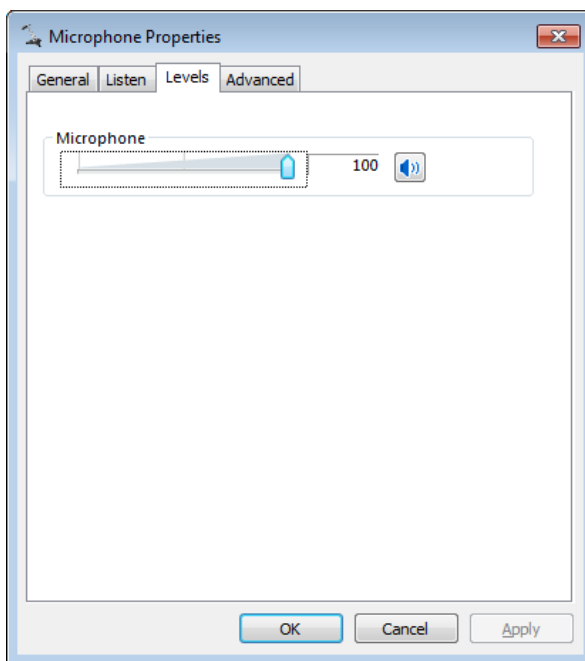 Microphone Properties
General Listen Levels Advanced
Microphone
100
OK Cancel Apply